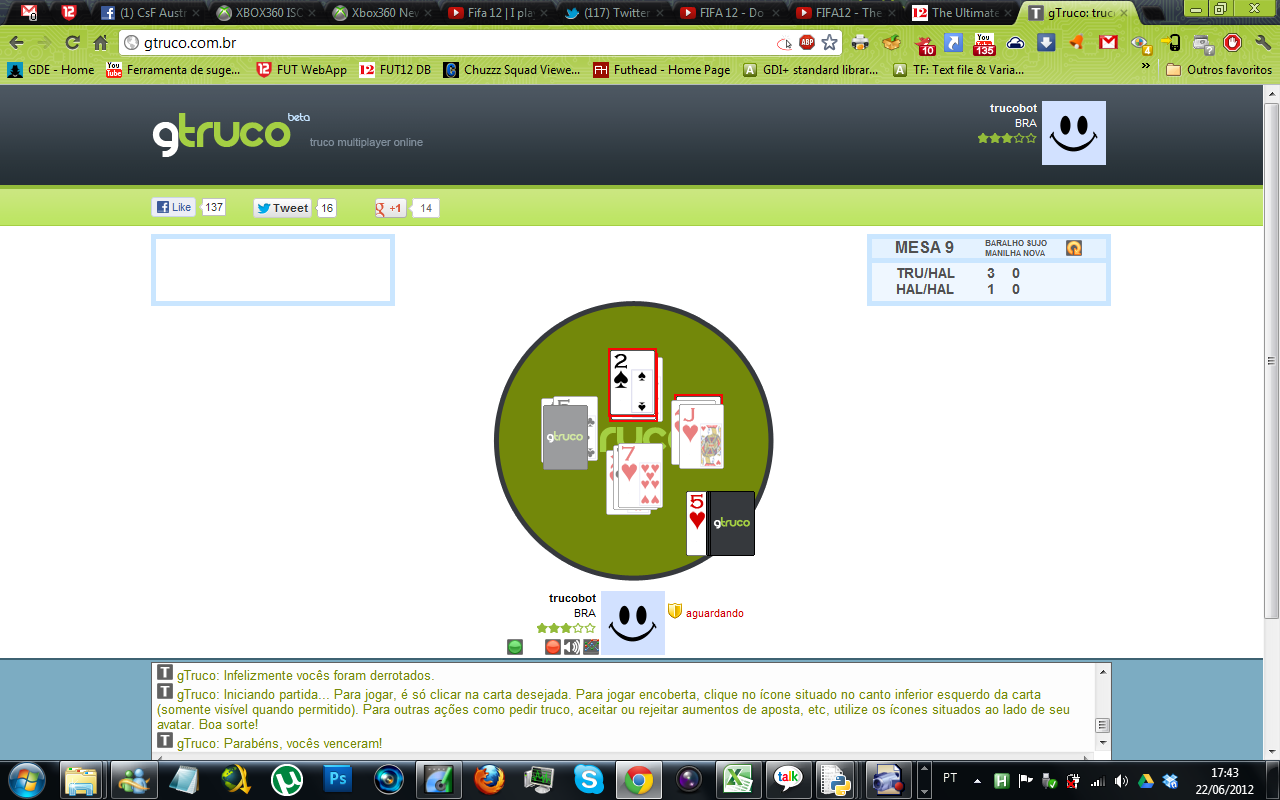 (1) CsF Austr
XBOX360 ISO
Xbox360 New
Fifa 12 | I pla
(117) Twitter
FIFA 12 - Do
FIFA12 - The
The Ultimate
gTruco: truc
gtruco.com.br
GDE - Home
Ferramenta de suge...
FUT WebApp
FUT12 DB
Chuzzz Squad Viewe...
Futhead - Home Page
GDI+ standard librar...
TF: Text file & Varia...
Outros favoritos
gtruco beta
truco multiplayer online
trucobot
BRA
Like 137
Tweet 16
+1 14
MESA 9
BARALHO SUJO
MANILHA NOVA
TRU/HAL 3 0
HAL/HAL 1 0
2
J
7
gtruco
5
gtruco
trucobot
BRA
aguardando
gTruco: Infelizmente vocês foram derrotados.
gTruco: Iniciando partida... Para jogar, é só clicar na carta desejada. Para jogar encoberta, clique no ícone situado no canto inferior esquerdo da carta
(somente visível quando permitido). Para outras ações como pedir truco, aceitar ou rejeitar aumentos de aposta, etc, utilize os ícones situados ao lado de seu
avatar. Boa sorte!
gTruco: Parabéns, vocês venceram!
PT
17:43
22/06/2012